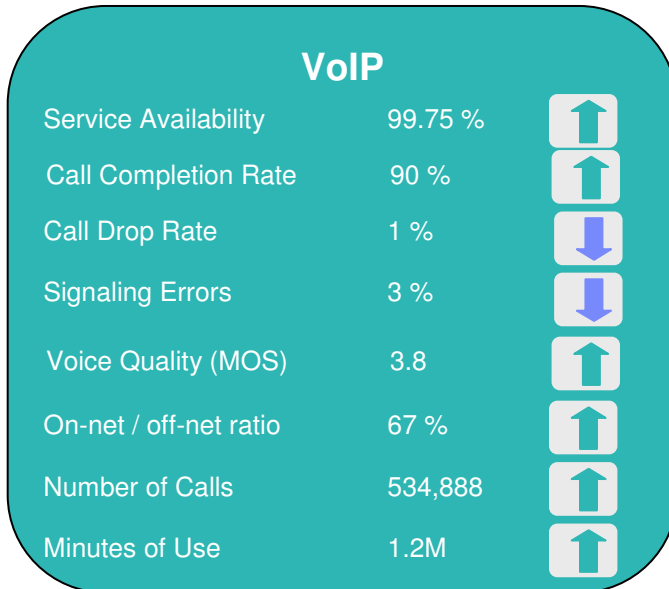 VoIP
Service Availability 99.75 %
Call Completion Rate 90 %
Call Drop Rate 1 %
Signaling Errors 3 %
Voice Quality (MOS) 3.8
On-net / off-net ratio 67 %
Number of Calls 534,888
Minutes of Use 1.2M